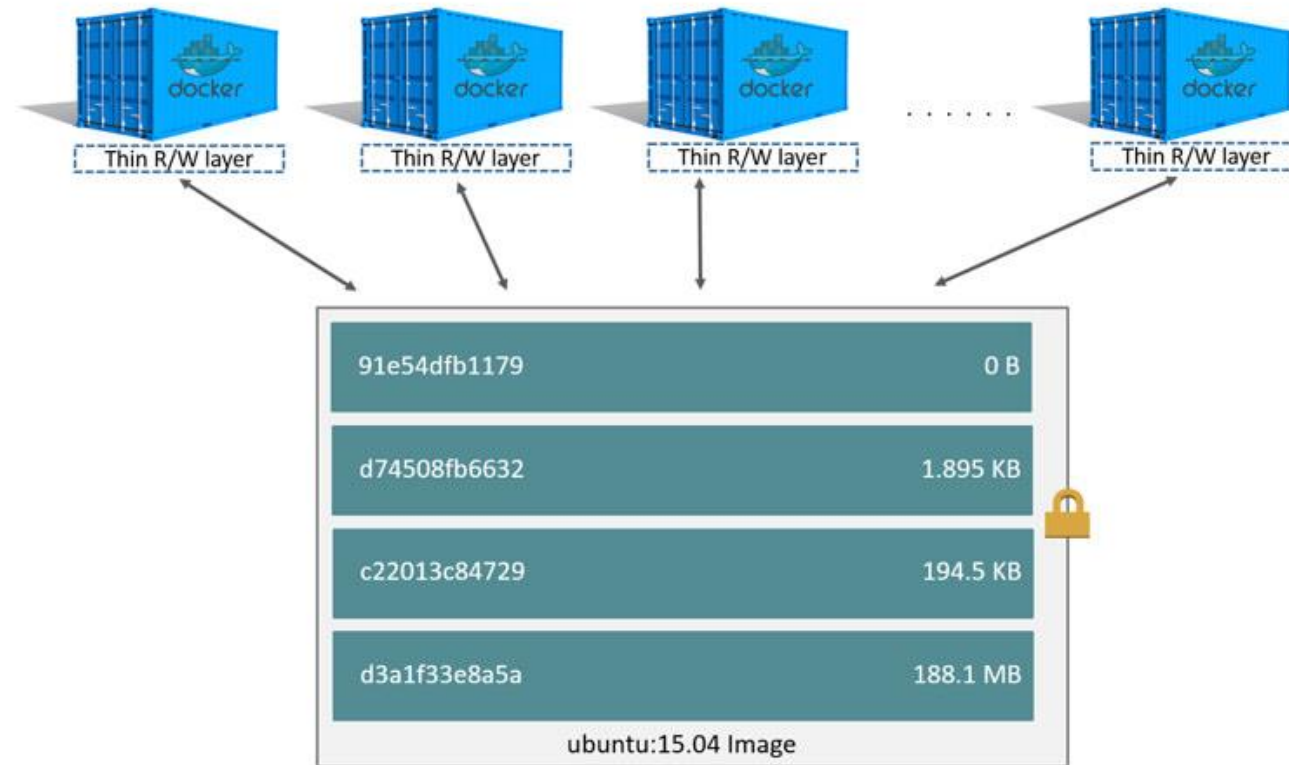 docker docker docker docker
. . . . . .
Thin R/W layer Thin R/W layer Thin R/W layer Thin R/W layer
91e54dfb1179 0 B
d74508fb6632 1.895 KB
c22013c84729 194.5 KB
d3a1f33e8a5a 188.1 MB
ubuntu:15.04 Image